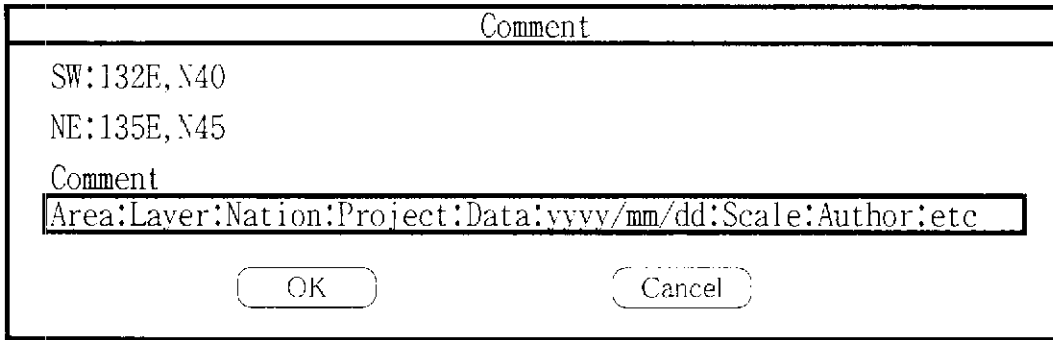 Comment
SW:132E,N40
NE:135E,N45
Comment
Area:Layer:Nation:Project:Data:yyyy/mm/dd:Scale:Author:etc
OK Cancel